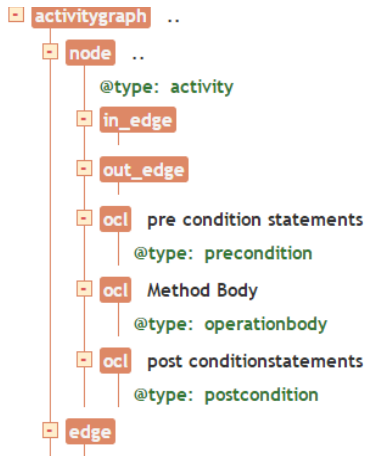 activitygraph ..
node ..
@type: activity
in_edge
out_edge
ocl pre condition statements
@type: precondition
ocl Method Body
@type: operationbody
ocl post conditionstatements
@type: postcondition
edge